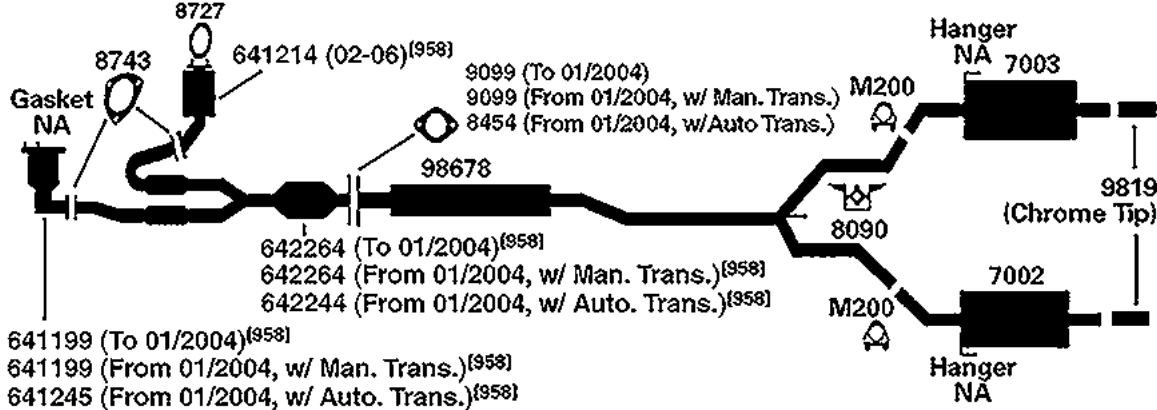 8727
8743
641214 (02-06)[958]
Gasket
NA
9099 (To 01/2004)
9099 (From 01/2004, w/ Man. Trans.)
8454 (From 01/2004, w/Auto Trans.)
Hanger
NA
7003
M200
98678
9819
(Chrome Tip)
8090
642264 (To 01/2004)[958]
642264 (From 01/2004, w/ Man. Trans.)[958]
642244 (From 01/2004, w/ Auto. Trans.)[958]
7002
M200
641199 (To 01/2004)[958]
641199 (From 01/2004, w/ Man. Trans.)[958]
641245 (From 01/2004, w/ Auto. Trans.)[958]
Hanger
NA